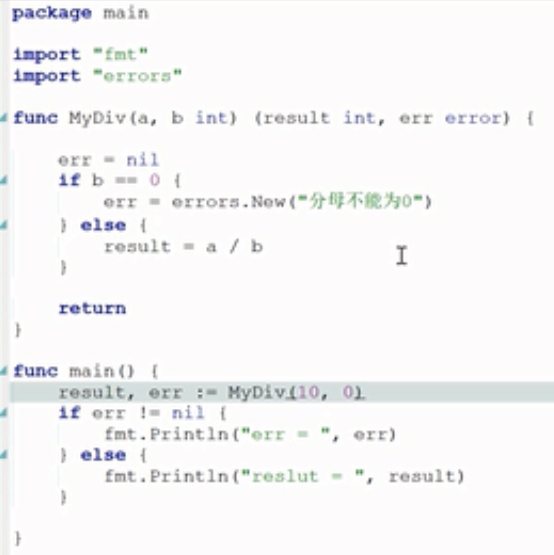 package main
import "fmt"
import "errors"
func MyDiv(a, b int) (result int, err error) {
err = nil
if b == 0 {
err = errors.New("分母不能为0")
} else {
result = a / b
}
return
}
func main() {
result, err := MyDiv(10, 0)
if err != nil {
fmt.Println("err = ", err)
} else {
fmt.Println("reslut = ", result)
}
}